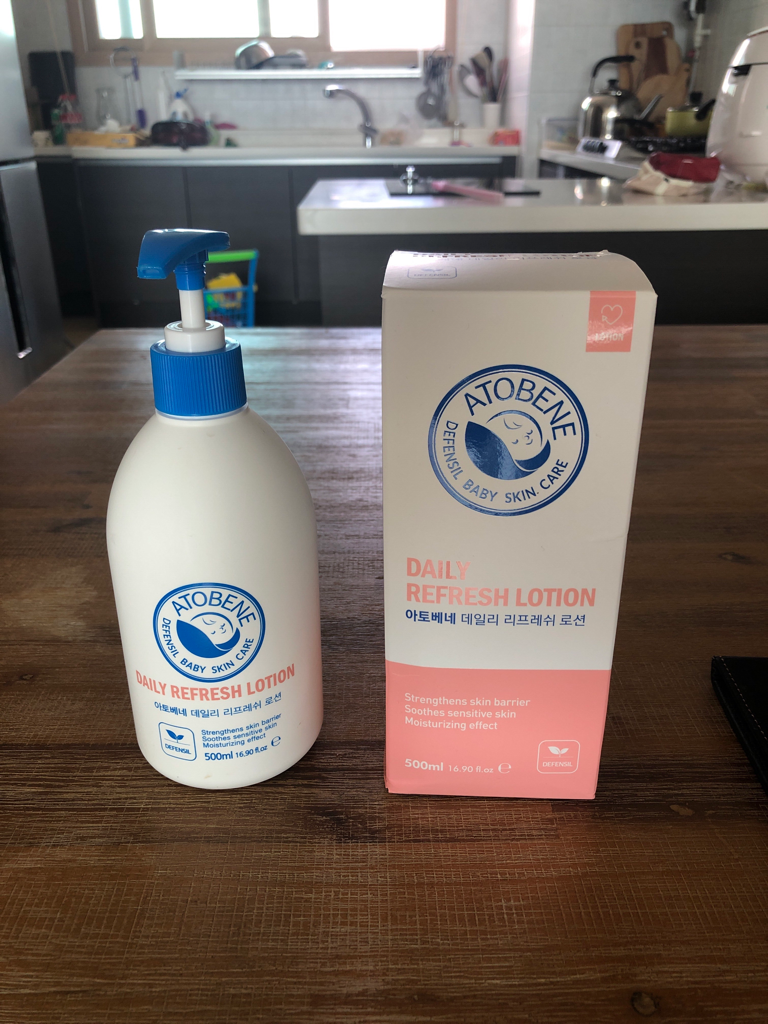 ATOBENE
DEFENSIL BABY SKIN CARE
DAILY REFRESH LOTION
아토베네 데일리 리프레쉬 로션
DEFENSIL
Strengthens skin barrier
Soothes sensitive skin
Moisturizing effect
500ml 16.90 fl.oz ℮
LOTION
ATOBENE
DEFENSIL BABY SKIN CARE
DAILY
REFRESH LOTION
아토베네 데일리 리프레쉬 로션
Strengthens skin barrier
Soothes sensitive skin
Moisturizing effect
500ml 16.90 fl oz ℮
DEFENSIL